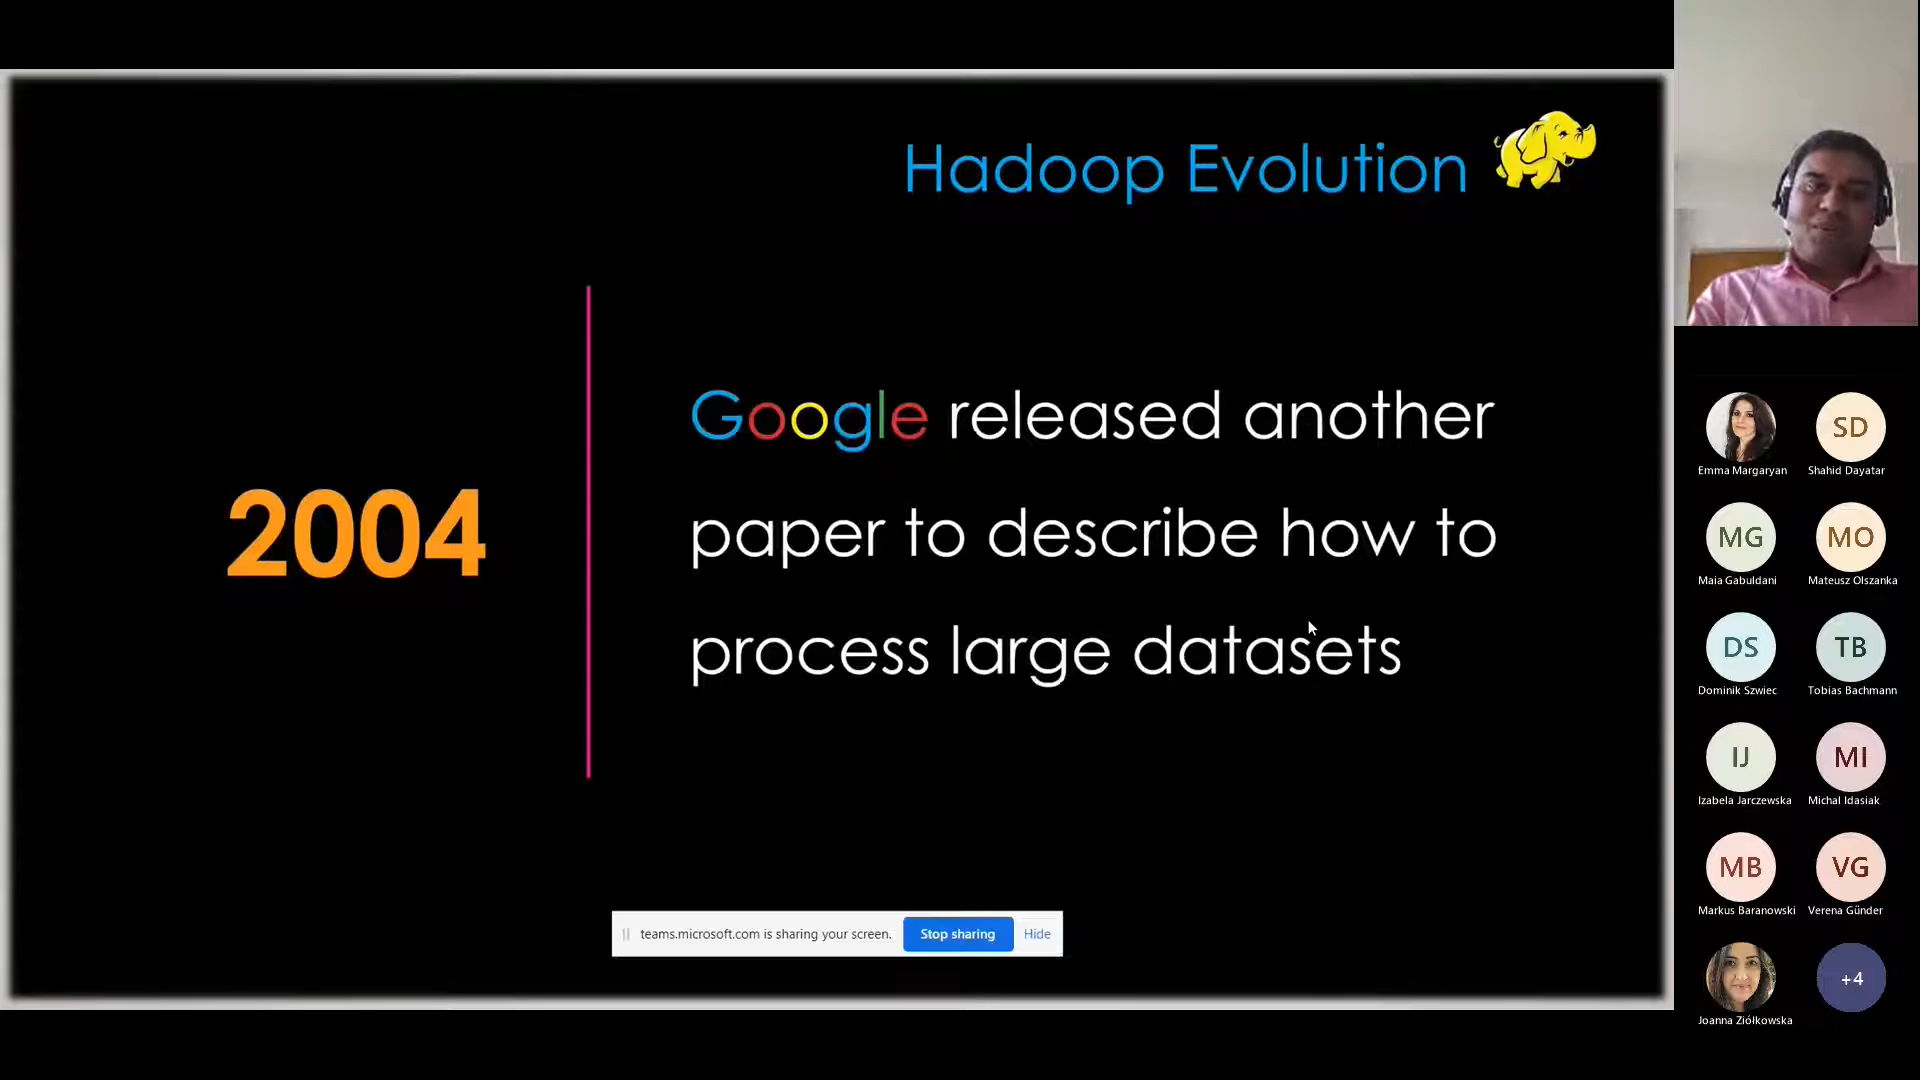 Hadoop Evolution
2004
Google released another
paper to describe how to
process large datasets
teams.microsoft.com is sharing your screen.
Stop sharing
Hide
SD
Emma Margaryan
Shahid Dayatar
MG
MO
Maia Gabuldani
Mateusz Olszanka
DS
TB
Dominik Szwiec
Tobias Bachmann
IJ
MI
Izabela Jarczewska
Michal Idasiak
MB
VG
Markus Baranowski
Verena Günder
+4
Joanna Ziółkowska